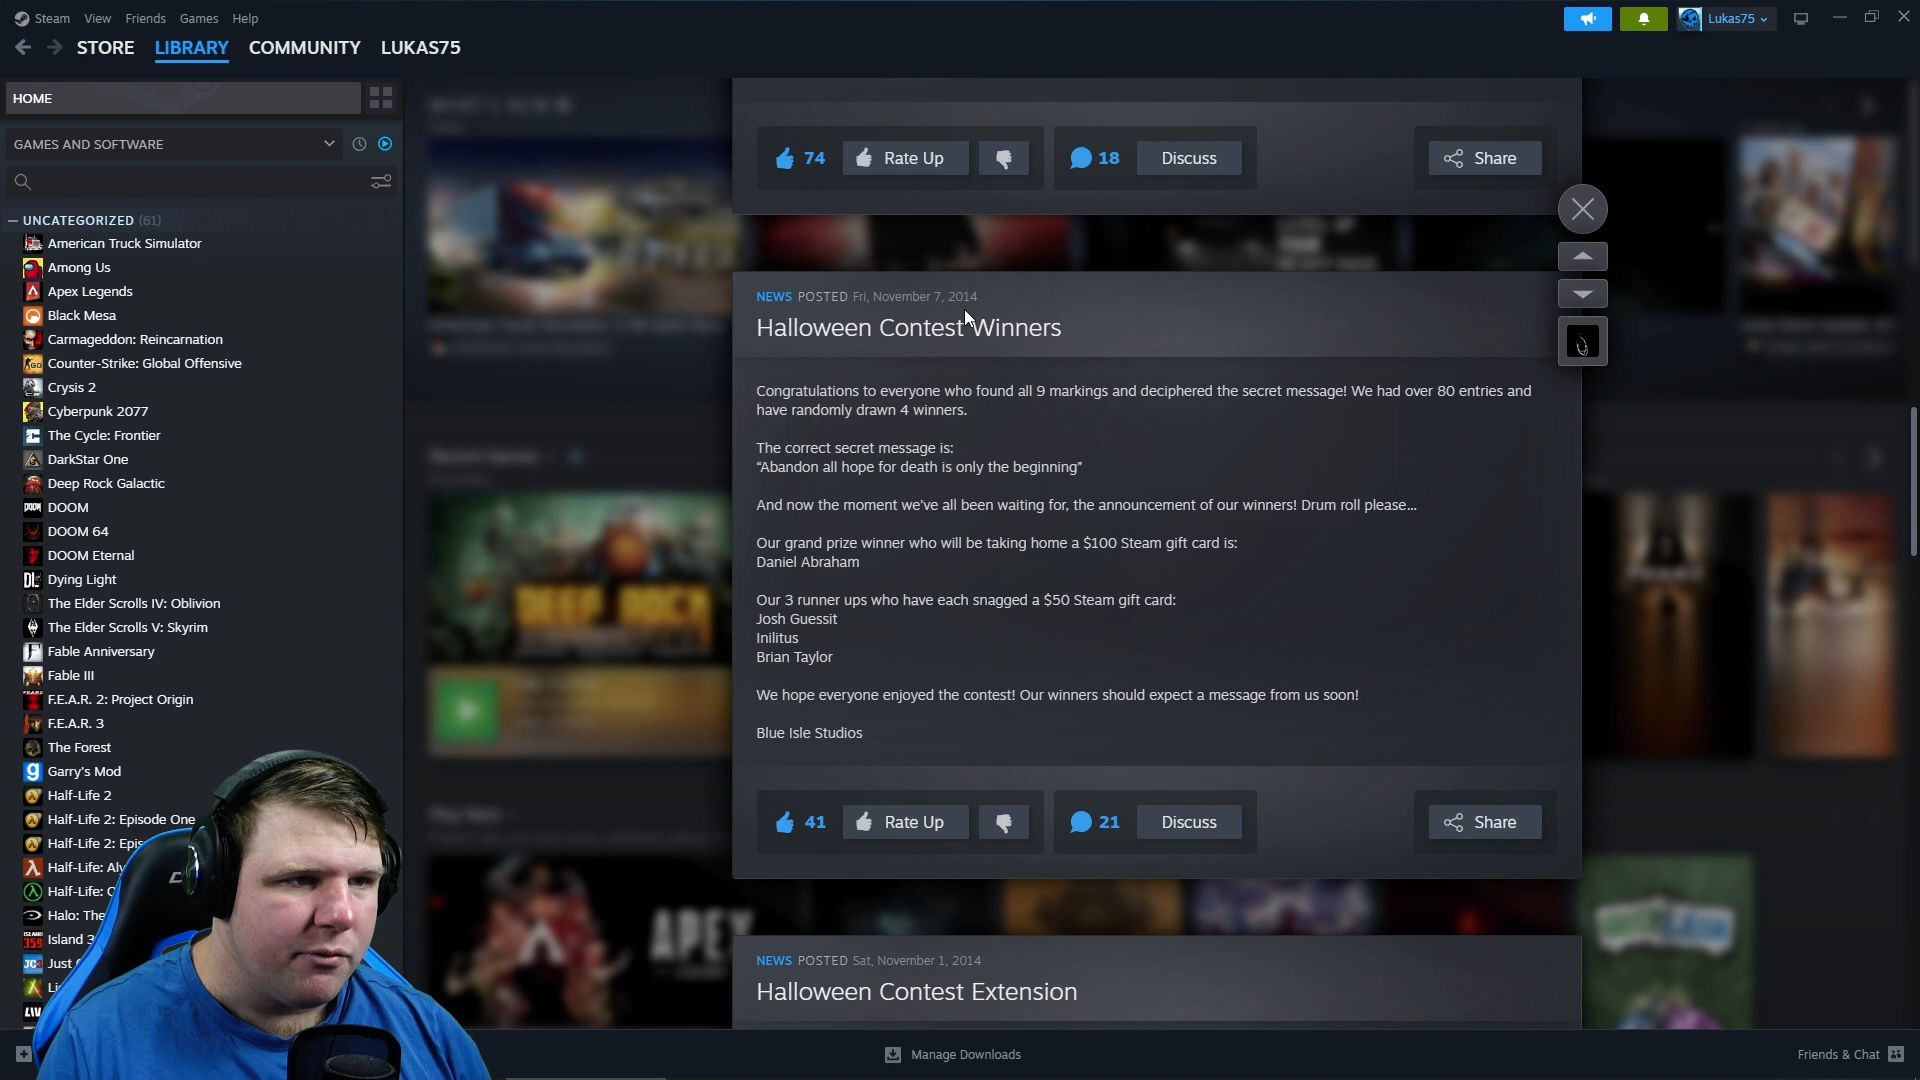 Steam View Friends Games Help
Lukas75
STORE LIBRARY COMMUNITY LUKAS75
HOME
GAMES AND SOFTWARE
UNCATEGORIZED (61)
American Truck Simulator
Among Us
Apex Legends
Black Mesa
Carmageddon: Reincarnation
Counter-Strike: Global Offensive
Crysis 2
Cyberpunk 2077
The Cycle: Frontier
DarkStar One
Deep Rock Galactic
DOOM
DOOM 64
DOOM Eternal
Dying Light
The Elder Scrolls IV: Oblivion
The Elder Scrolls V: Skyrim
Fable Anniversary
Fable III
F.E.A.R. 2: Project Origin
F.E.A.R. 3
The Forest
Garry's Mod
Half-Life 2
Half-Life 2: Episode One
Half-Life 2: Epis
Half-Life: Aly
Half-Life: O
Halo: The
Island 3
Just
Li
74 Rate Up 18 Discuss Share
NEWS POSTED Fri, November 7, 2014
Halloween Contest Winners
Congratulations to everyone who found all 9 markings and deciphered the secret message! We had over 80 entries and
have randomly drawn 4 winners.
The correct secret message is:
“Abandon all hope for death is only the beginning”
And now the moment we’ve all been waiting for, the announcement of our winners! Drum roll please...
Our grand prize winner who will be taking home a $100 Steam gift card is:
Daniel Abraham
Our 3 runner ups who have each snagged a $50 Steam gift card:
Josh Guessit
Inilitus
Brian Taylor
We hope everyone enjoyed the contest! Our winners should expect a message from us soon!
Blue Isle Studios
41 Rate Up 21 Discuss Share
DEEP ROCK
APEX
NEWS POSTED Sat, November 1, 2014
Halloween Contest Extension
Manage Downloads
Friends & Chat